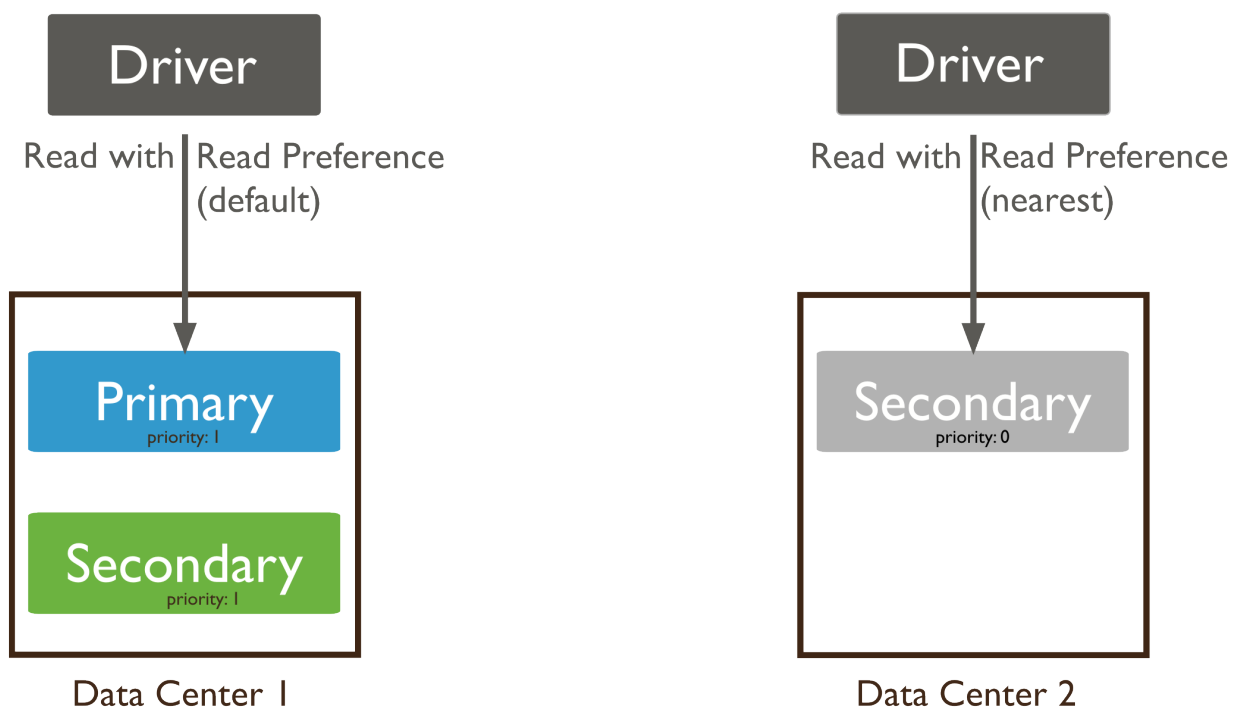 Driver
Read with Read Preference
(default)
Primary
priority: 1
Secondary
priority: 1
Data Center 1
Driver
Read with Read Preference
(nearest)
Secondary
priority: 0
Data Center 2